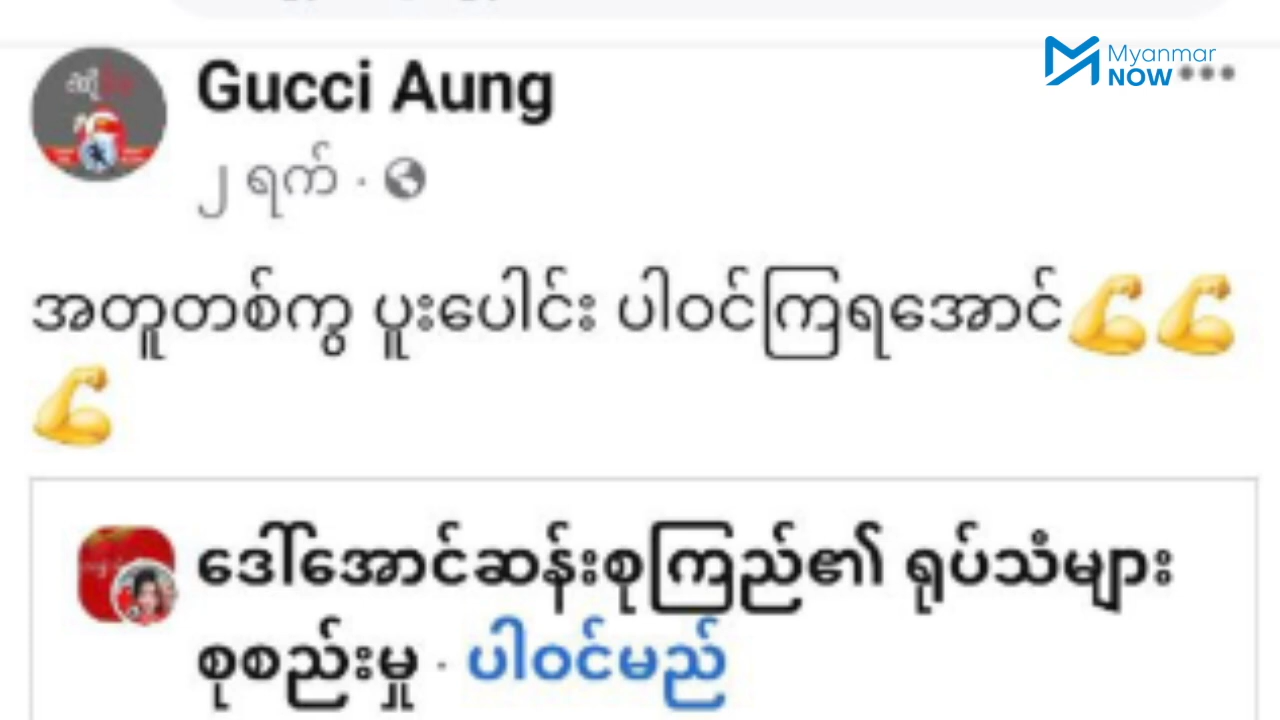 Myanmar
NOW
Gucci Aung
၂ ရက် ·
အတူတစ်ကွ ပူးပေါင်း ပါဝင်ကြရအောင်💪💪
💪
ဒေါ်အောင်ဆန်းစုကြည်၏ ရုပ်သံများ
စုစည်းမှု · ပါဝင်မည်